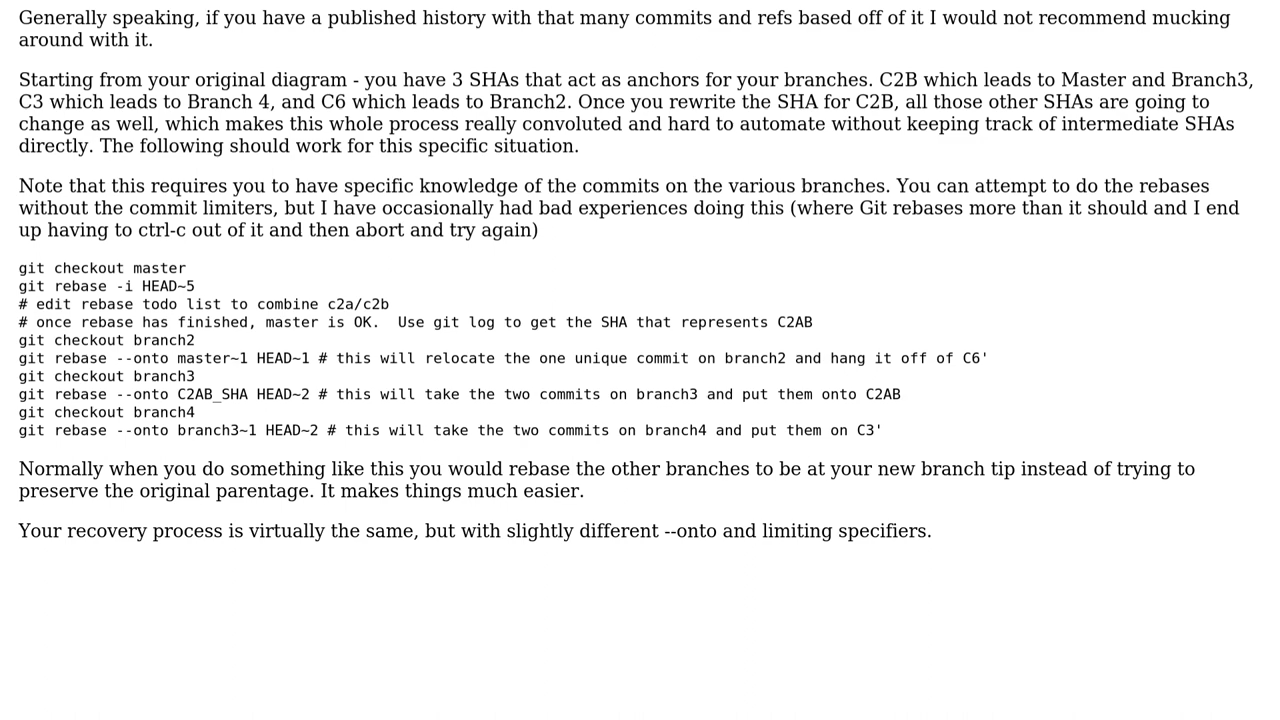 Generally speaking, if you have a published history with that many commits and refs based off of it I would not recommend mucking
around with it.
Starting from your original diagram - you have 3 SHAs that act as anchors for your branches. C2B which leads to Master and Branch3,
C3 which leads to Branch 4, and C6 which leads to Branch2. Once you rewrite the SHA for C2B, all those other SHAs are going to
change as well, which makes this whole process really convoluted and hard to automate without keeping track of intermediate SHAs
directly. The following should work for this specific situation.
Note that this requires you to have specific knowledge of the commits on the various branches. You can attempt to do the rebases
without the commit limiters, but I have occasionally had bad experiences doing this (where Git rebases more than it should and I end
up having to ctrl-c out of it and then abort and try again)
git checkout master
git rebase -i HEAD~5
# edit rebase todo list to combine c2a/c2b
# once rebase has finished, master is OK.  Use git log to get the SHA that represents C2AB
git checkout branch2
git rebase --onto master~1 HEAD~1 # this will relocate the one unique commit on branch2 and hang it off of C6'
git checkout branch3
git rebase --onto C2AB_SHA HEAD~2 # this will take the two commits on branch3 and put them onto C2AB
git checkout branch4
git rebase --onto branch3~1 HEAD~2 # this will take the two commits on branch4 and put them on C3'
Normally when you do something like this you would rebase the other branches to be at your new branch tip instead of trying to
preserve the original parentage. It makes things much easier.
Your recovery process is virtually the same, but with slightly different --onto and limiting specifiers.